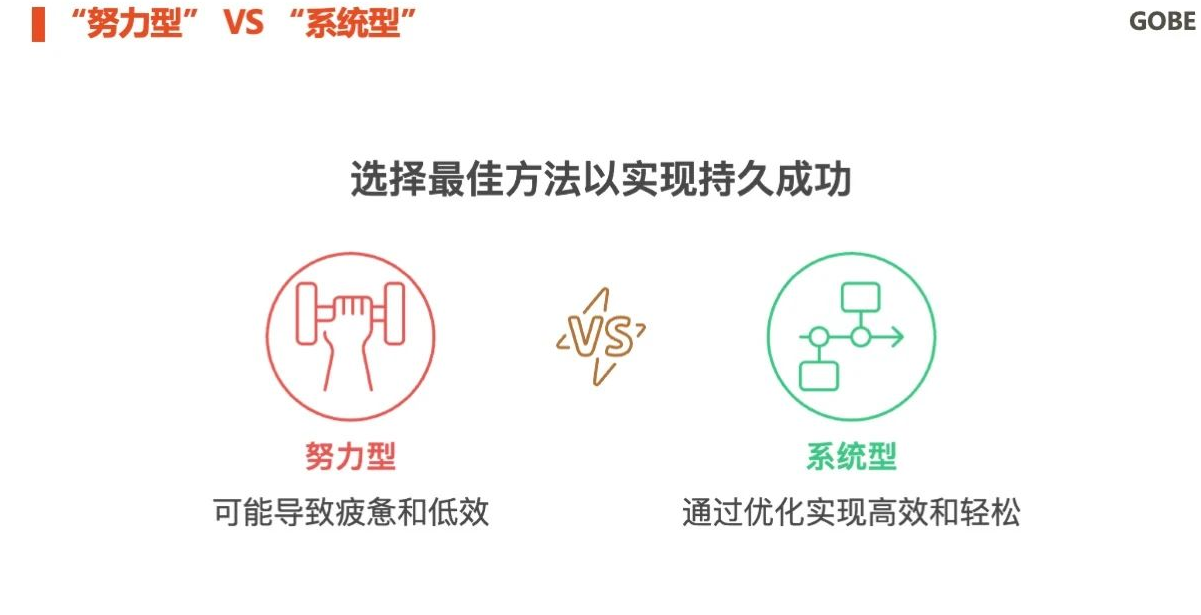 “努力型” VS “系统型”
GOBE
选择最佳方法以实现持久成功
VS
努力型
系统型
可能导致疲惫和低效
通过优化实现高效和轻松